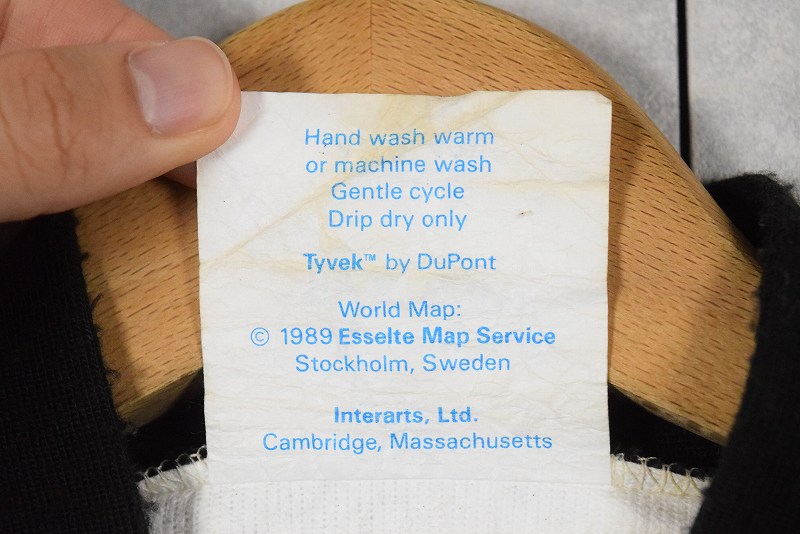 Hand wash warm
or machine wash
Gentle cycle
Drip dry only
Tyvek™ by DuPont
World Map:
© 1989 Esselte Map Service
Stockholm, Sweden
Interarts, Ltd.
Cambridge, Massachusetts